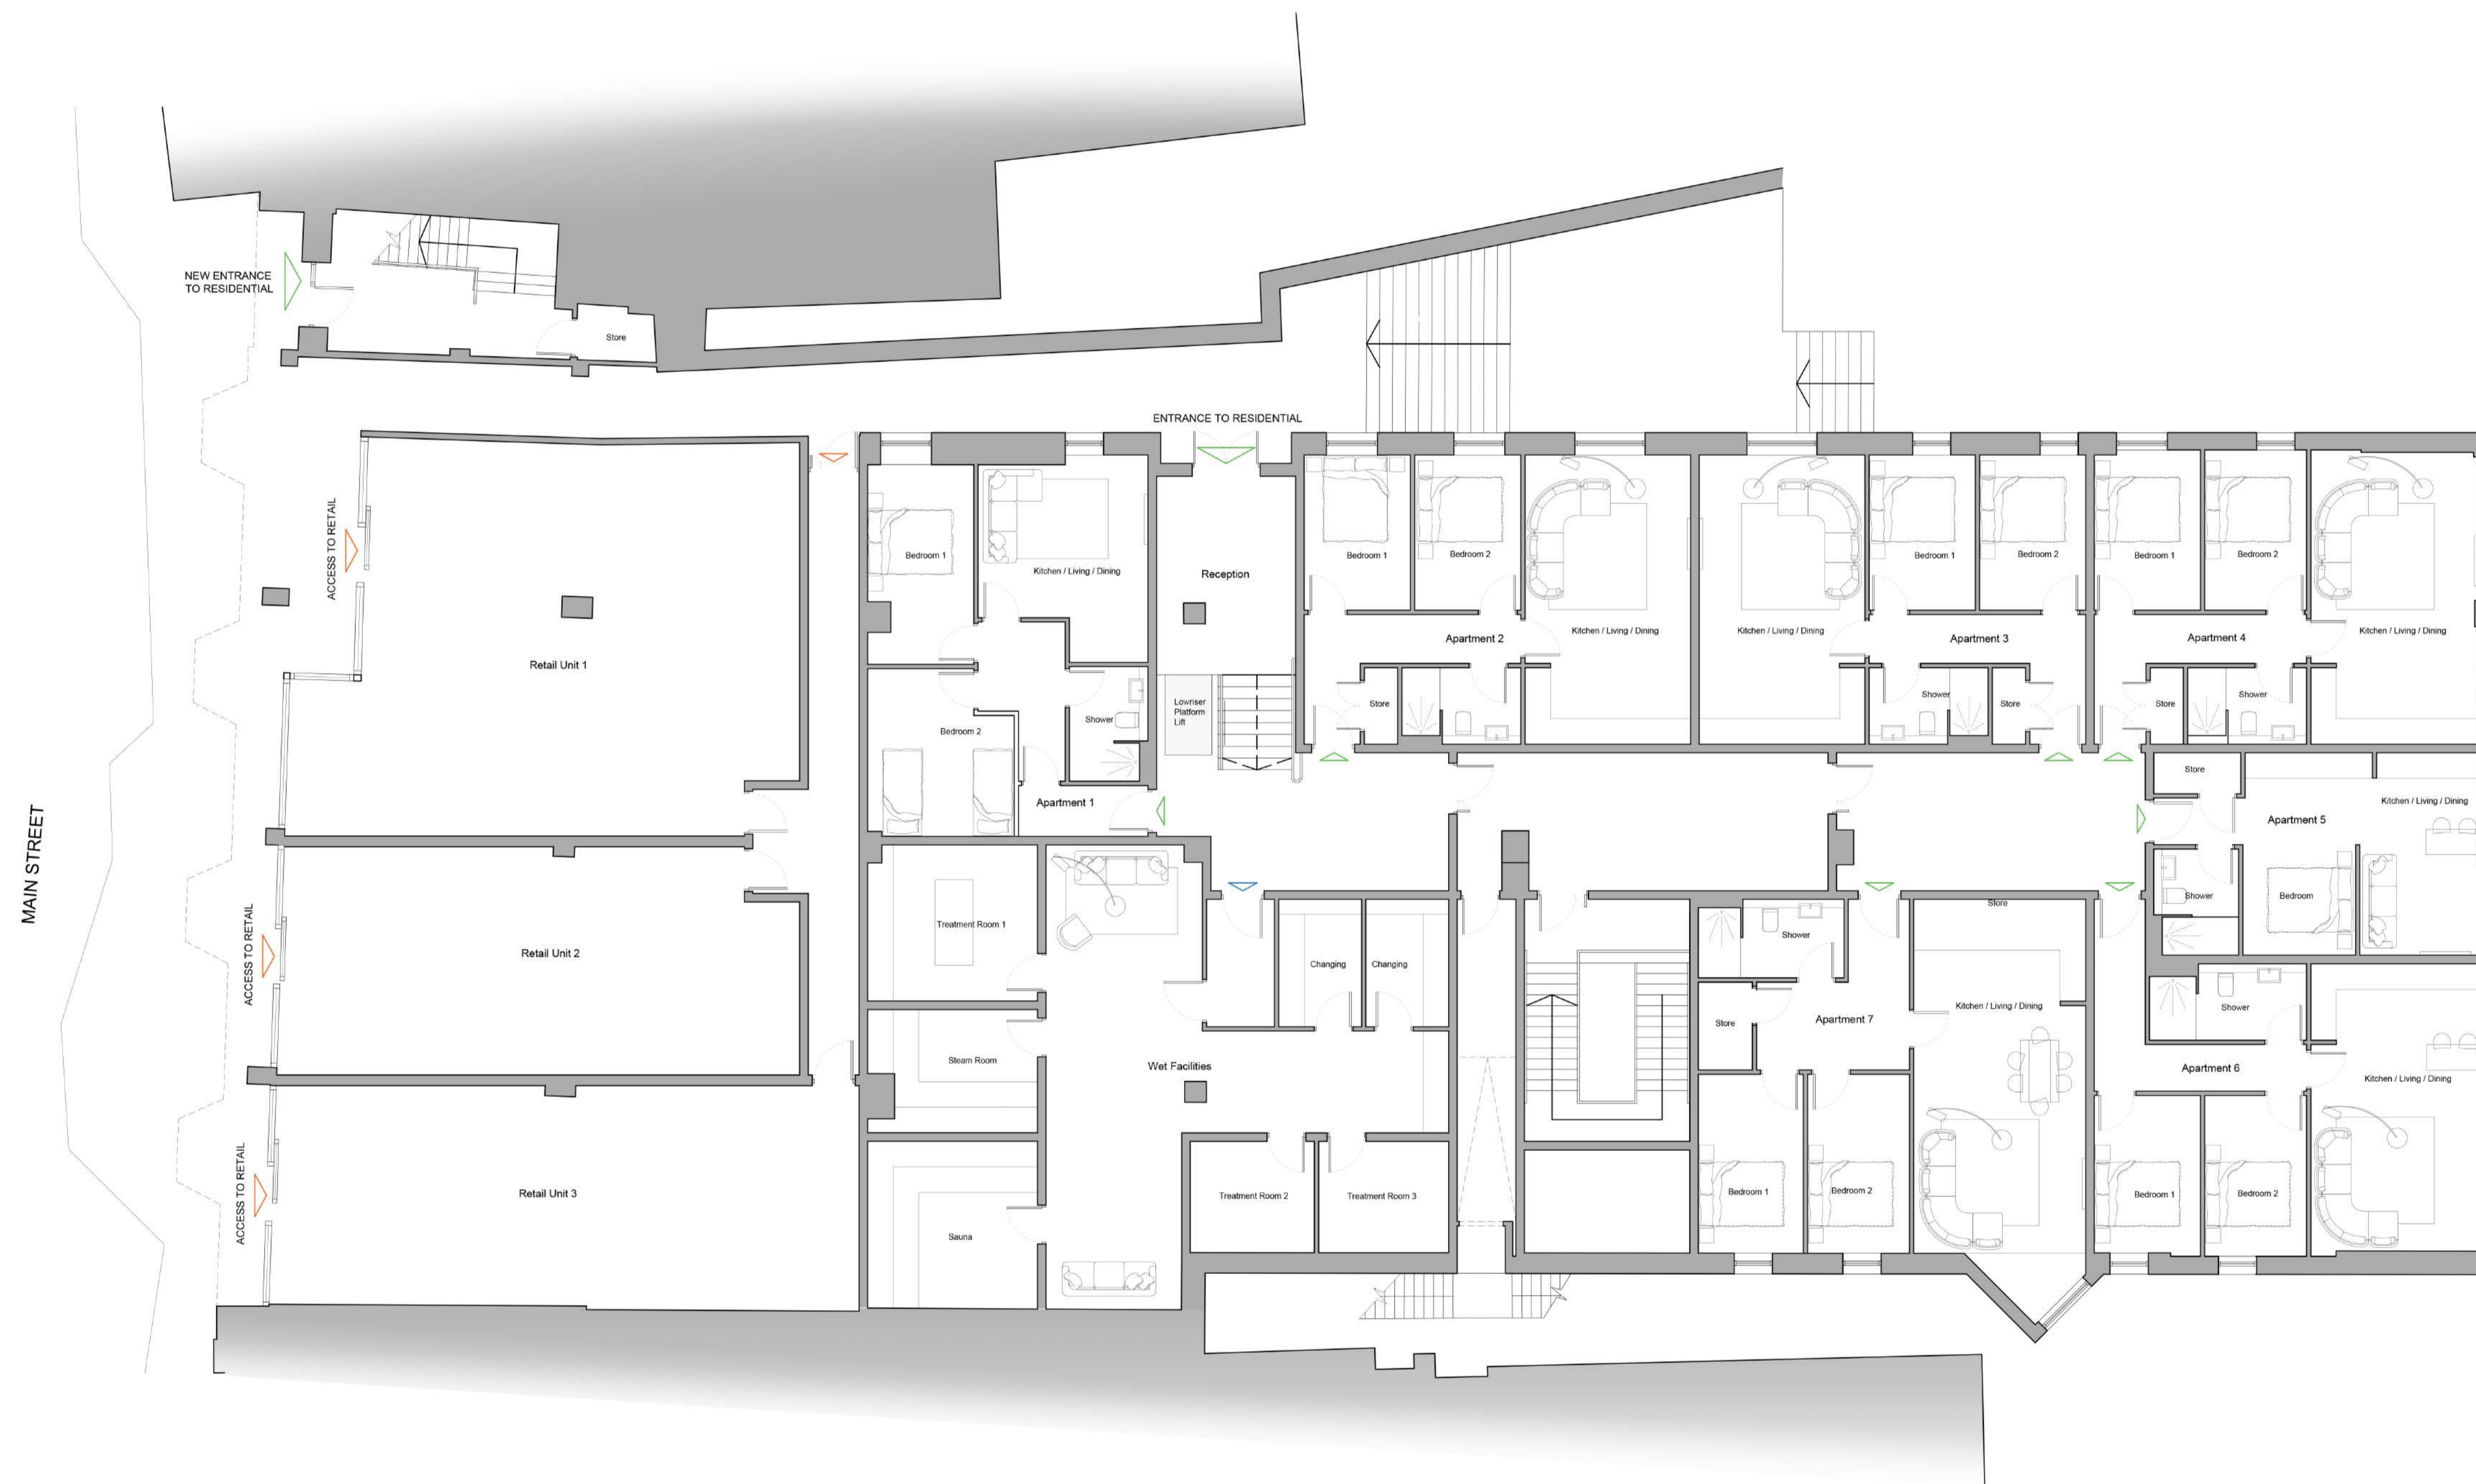 NEW ENTRANCE
TO RESIDENTIAL
Store
ENTRANCE TO RESIDENTIAL
MAIN STREET
ACCESS TO RETAIL
Retail Unit 1
ACCESS TO RETAIL
Retail Unit 2
ACCESS TO RETAIL
Retail Unit 3
Bedroom 1
Kitchen / Living / Dining
Bedroom 2
Shower
Apartment 1
Reception
Lowriser
Platform
Lift
Bedroom 1
Bedroom 2
Apartment 2
Kitchen / Living / Dining
Store
Kitchen / Living / Dining
Bedroom 1
Bedroom 2
Apartment 3
Shower
Store
Bedroom 1
Bedroom 2
Apartment 4
Kitchen / Living / Dining
Store
Shower
Store
Kitchen / Living / Dining
Apartment 5
Shower
Bedroom
Treatment Room 1
Changing
Changing
Steam Room
Wet Facilities
Sauna
Treatment Room 2
Treatment Room 3
Shower
Store
Kitchen / Living / Dining
Store
Apartment 7
Bedroom 1
Bedroom 2
Shower
Apartment 6
Kitchen / Living / Dining
Bedroom 1
Bedroom 2